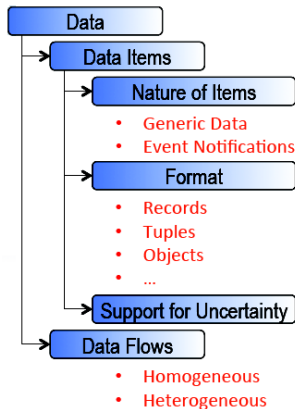 Data
Data Items
Nature of Items
• Generic Data
• Event Notifications
Format
• Records
• Tuples
• Objects
• ...
Support for Uncertainty
Data Flows
• Homogeneous
• Heterogeneous